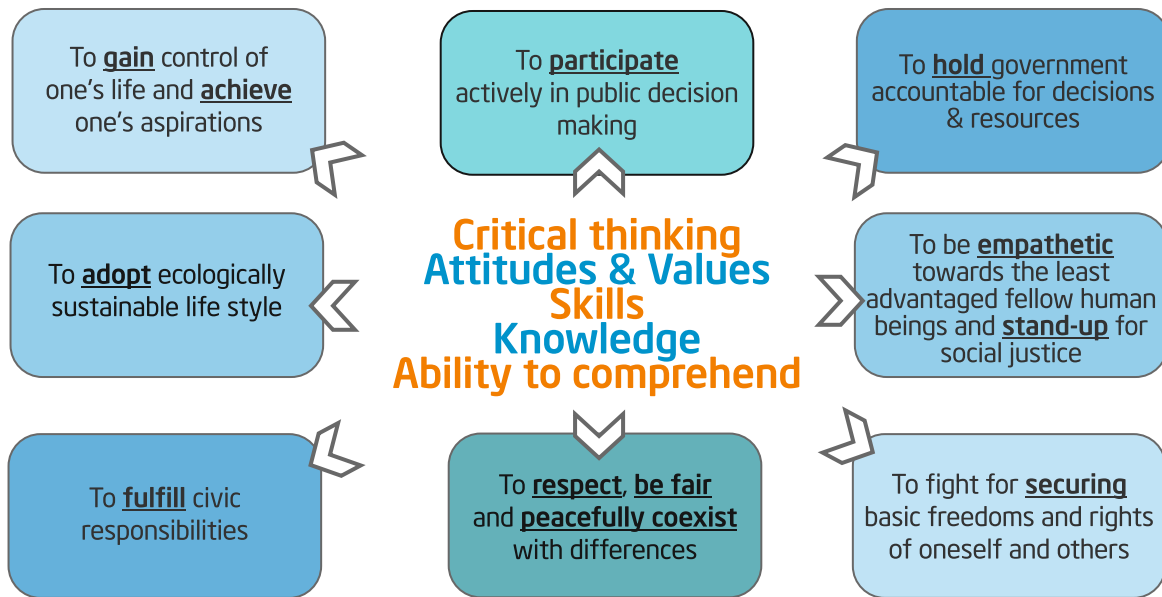 To gain control of
one's life and achieve
one's aspirations
To participate
actively in public decision
making
To hold government
accountable for decisions
& resources
To adopt ecologically
sustainable life style
Critical thinking
Attitudes & Values
Skills
Knowledge
Ability to comprehend
To be empathetic
towards the least
advantaged fellow human
beings and stand-up for
social justice
To fulfill civic
responsibilities
To respect, be fair
and peacefully coexist
with differences
To fight for securing
basic freedoms and rights
of oneself and others